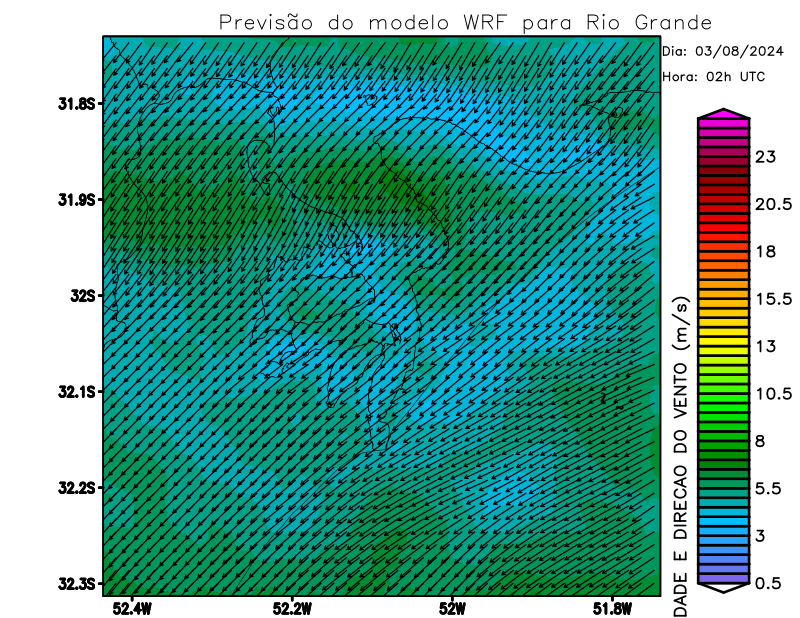 Previsão do modelo WRF para Rio Grande
Dia: 03/08/2024
Hora: 02h UTC
31.8S
31.9S
32S
32.1S
32.2S
32.3S
52.4W
52.2W
52W
51.8W
23
20.5
18
15.5
13
10.5
8
5.5
3
0.5
DADE E DIRECAO DO VENTO (m/s)